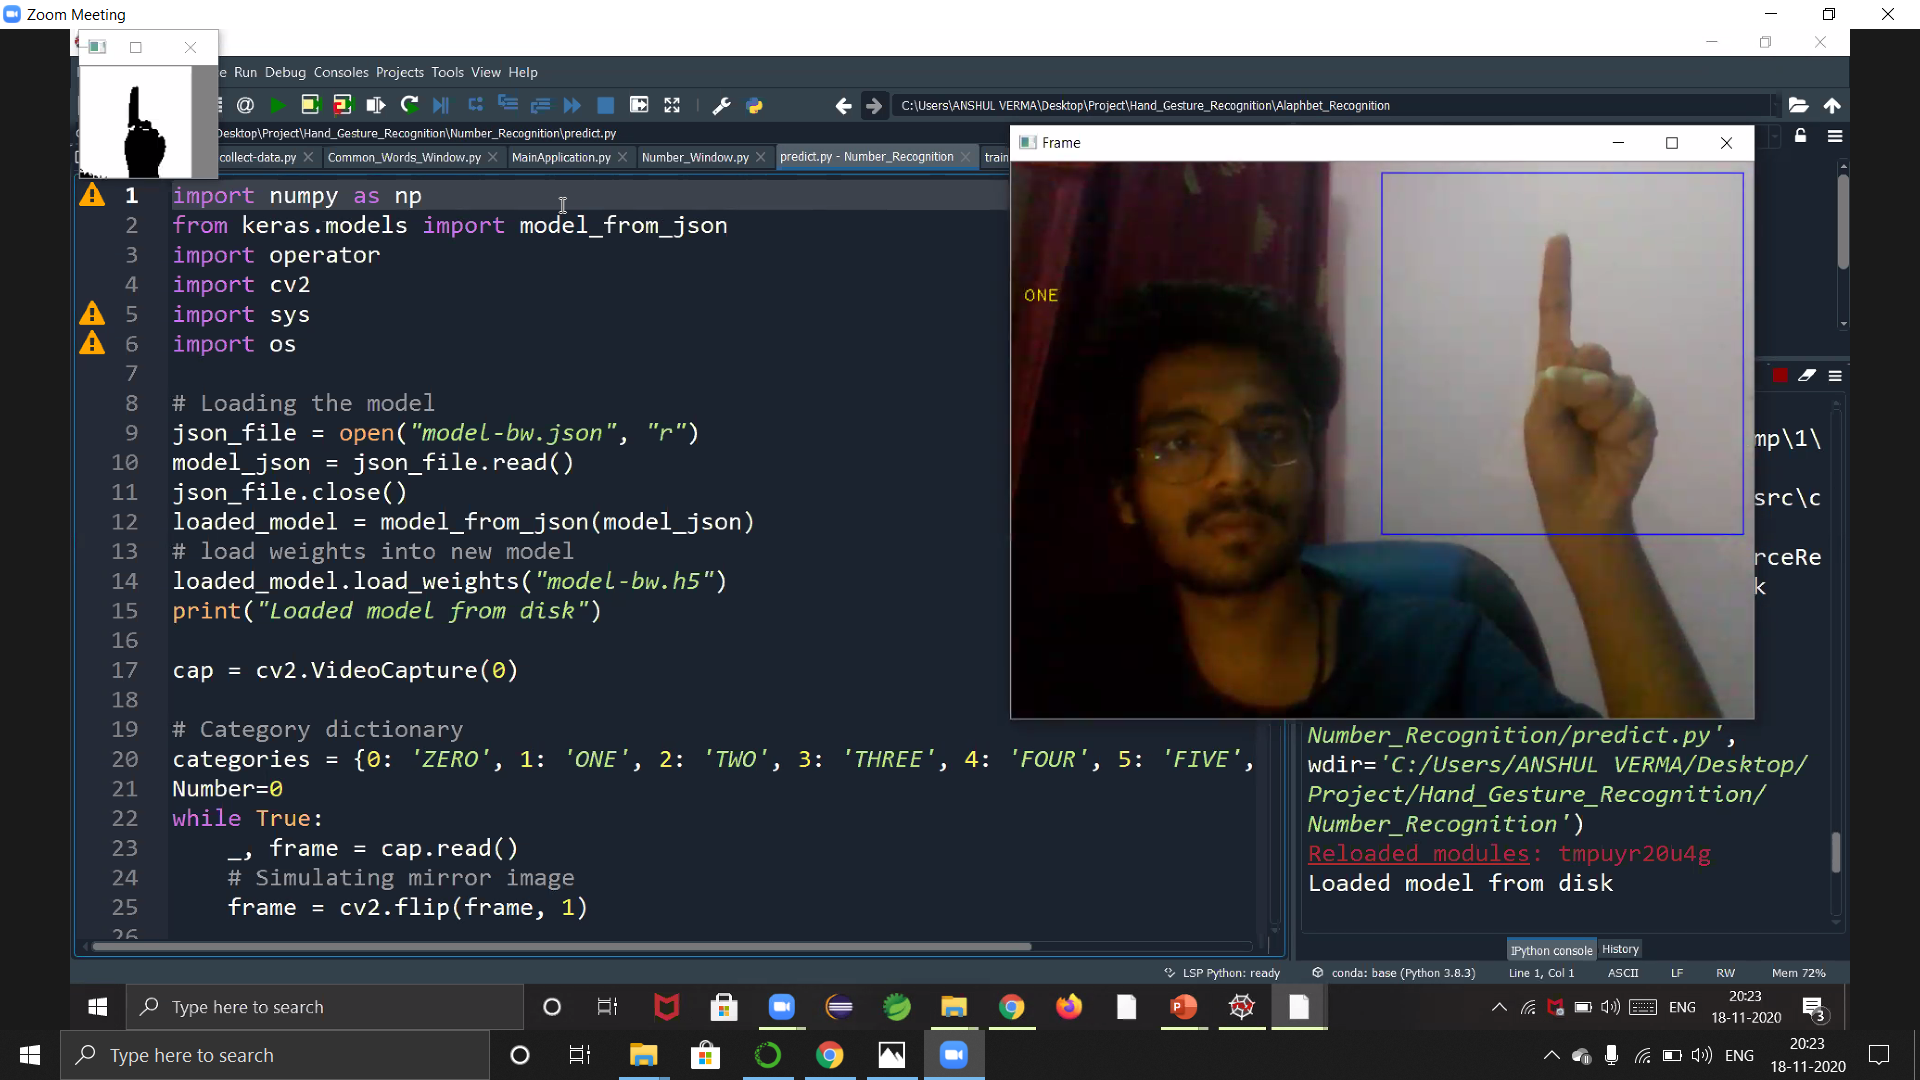 Zoom Meeting
e Run Debug Consoles Projects Tools View Help
C:\Users\ANSHUL VERMA\Desktop\Project\Hand_Gesture_Recognition\Alaphbet_Recognition
Desktop\Project\Hand_Gesture_Recognition\Number_Recognition\predict.py
collect-data.py Common_Words_Window.py MainApplication.py Number_Window.py predict.py - Number_Recognition train
1 import numpy as np
2 from keras.models import model_from_json
3 import operator
4 import cv2
5 import sys
6 import os
7
8 # Loading the model
9 json_file = open("model-bw.json", "r")
10 model_json = json_file.read()
11 json_file.close()
12 loaded_model = model_from_json(model_json)
13 # load weights into new model
14 loaded_model.load_weights("model-bw.h5")
15 print("Loaded model from disk")
16
17 cap = cv2.VideoCapture(0)
18
19 # Category dictionary
20 categories = {0: 'ZERO', 1: 'ONE', 2: 'TWO', 3: 'THREE', 4: 'FOUR', 5: 'FIVE',
21 Number=0
22 while True:
23 _, frame = cap.read()
24 # Simulating mirror image
25 frame = cv2.flip(frame, 1)
26
Frame
ONE
mp\1\
src\c
rceRe
k
Number_Recognition/predict.py',
wdir='C:/Users/ANSHUL VERMA/Desktop/
Project/Hand_Gesture_Recognition/
Number_Recognition')
Reloaded modules: tmpuyr20u4g
Loaded model from disk
IPython console History
LSP Python: ready conda: base (Python 3.8.3) Line 1, Col 1 ASCII LF RW Mem 72%
Type here to search
ENG
20:23
18-11-2020
3
Type here to search
ENG
20:23
18-11-2020